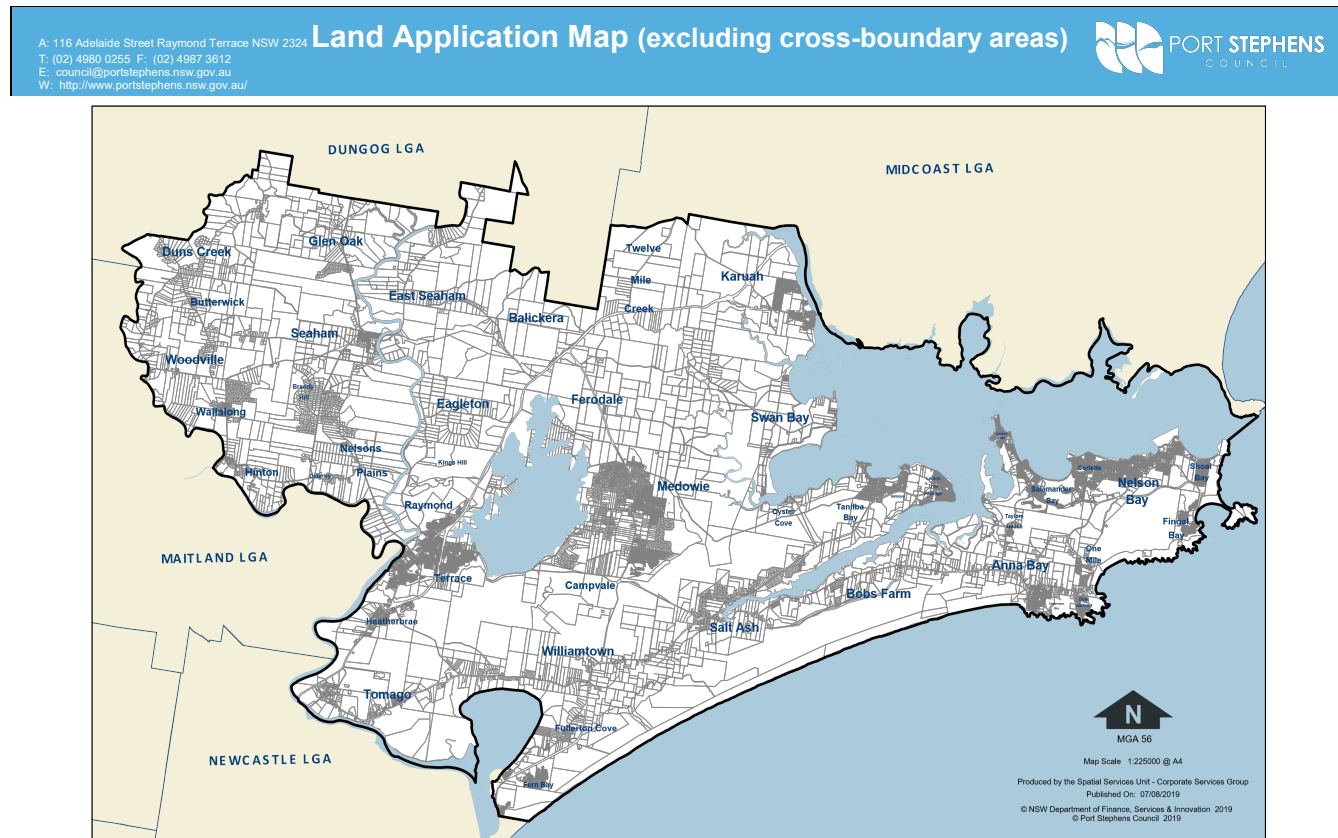 A: 116 Adelaide Street Raymond Terrace NSW 2324
T: (02) 4980 0255 F: (02) 4987 3612
E: council@portstephens.nsw.gov.au
W: http://www.portstephens.nsw.gov.au/
Land Application Map (excluding cross-boundary areas)
PORT STEPHENS
COUNCIL
DUNGOG LGA
MIDCOAST LGA
Glen Oak
Duns Creek
Twelve
Mile
Creek
Karuah
East Seaham
Butterwick
Balickera
Seaham
Woodville
Brandy
Hill
Wallalong
Eagleton
Ferodale
Swan Bay
Nelsons
Plains
Kings Hill
Hinton
Corlette
Shoal
Bay
Nelson
Bay
Salamander
Bay
Medowie
Raymond
Terrace
Oyster
Cove
Tanilba
Bay
Taylors
Beach
Fingal
Bay
One
Mile
Anna Bay
MAITLAND LGA
Campvale
Bobs Farm
Heatherbrae
Salt Ash
Williamtown
Tomago
Fullerton Cove
Fern Bay
NEWCASTLE LGA
N
MGA 56
Map Scale 1:225000 @ A4
Produced by the Spatial Services Unit - Corporate Services Group
Published On: 07/08/2019
© NSW Department of Finance, Services & Innovation 2019
© Port Stephens Council 2019